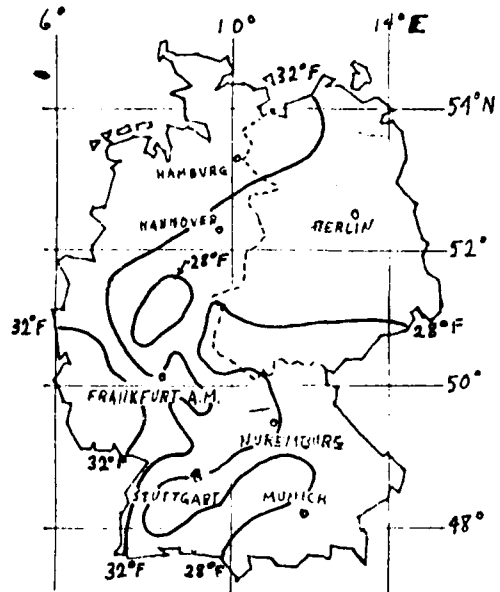 6° 10° 14° E
32°F
54°N
HAMBURG
HANNOVER
BERLIN
52°
28°F
32°F
28°F
50°
FRANKFURT A.M.
NUREMBURG
32°F
STUTTGART
MUNICH
48°
32°F
28°F